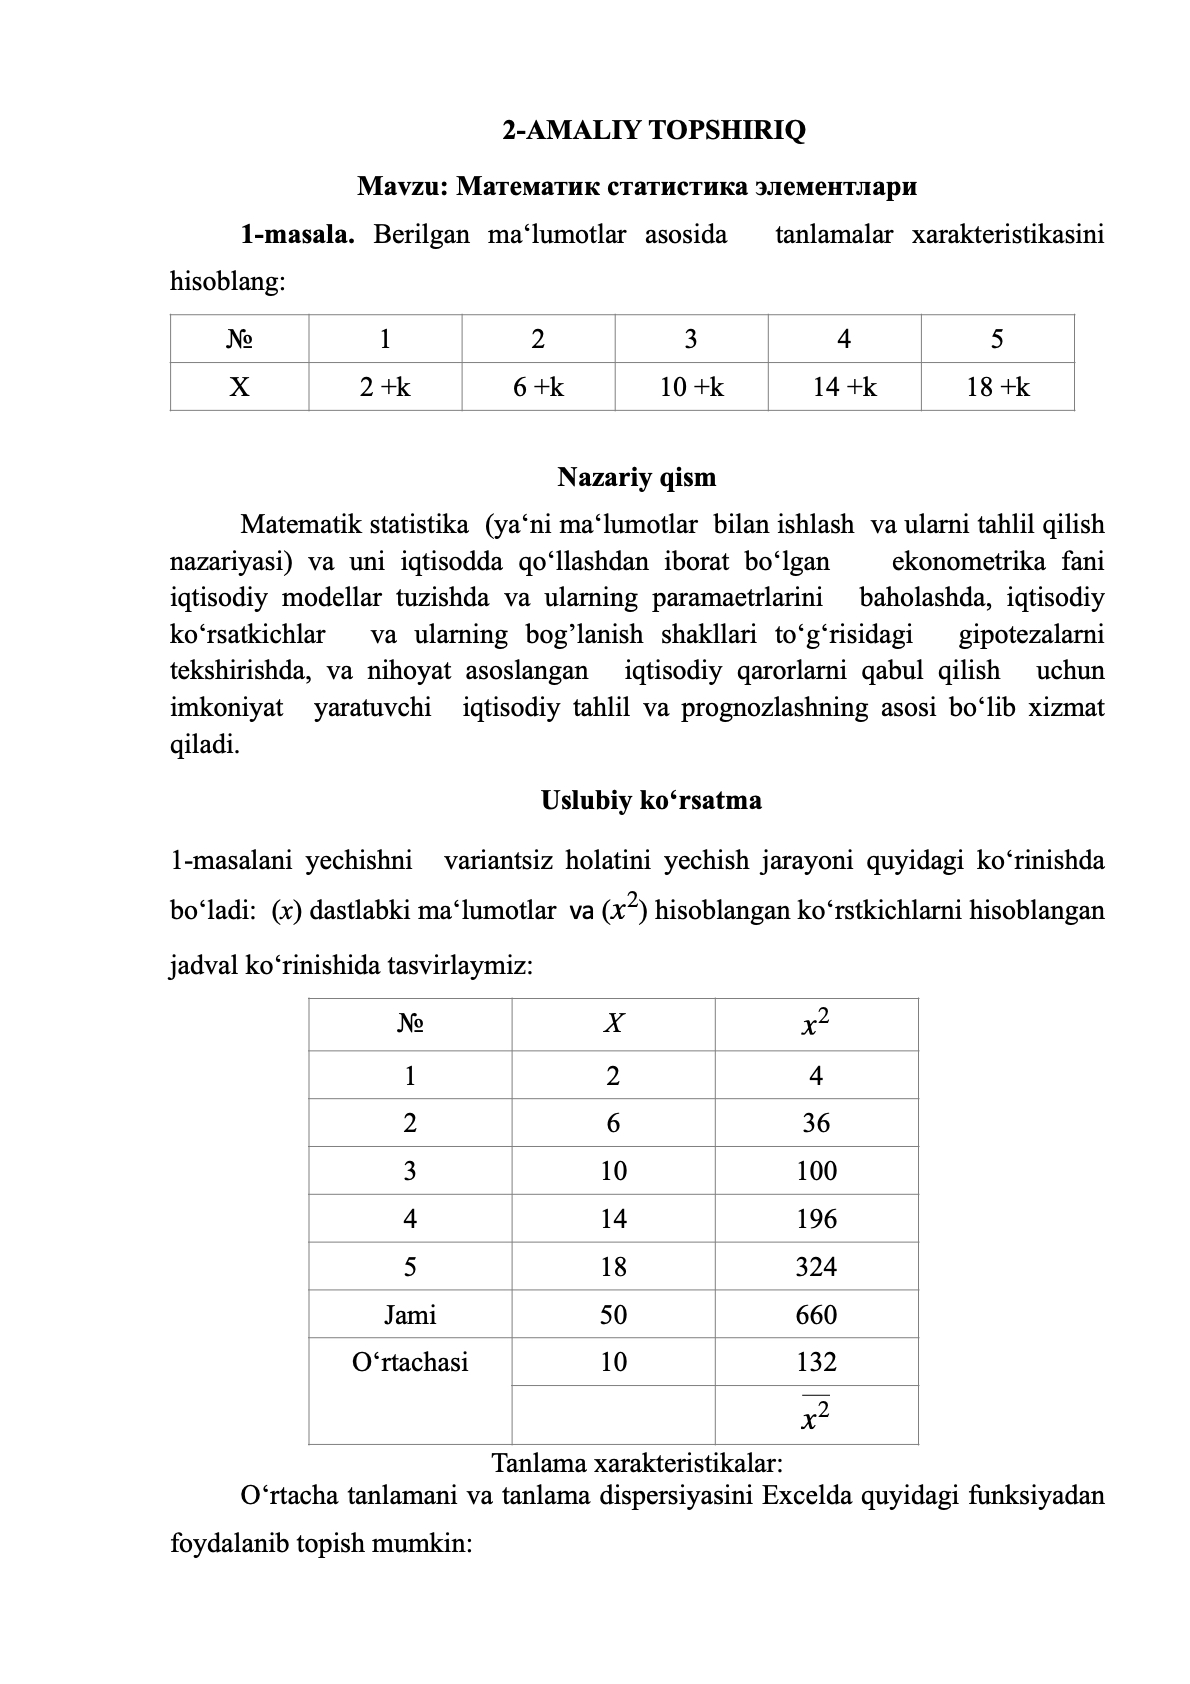 2-AMALIY TOPSHIRIQ
Mavzu: Математик статистика элементлари
1-masala. Berilgan ma‘lumotlar asosida tanlamalar xarakteristikasini
hisoblang:
№ 1 2 3 4 5
X 2 +k 6 +k 10 +k 14 +k 18 +k
Nazariy qism
Matematik statistika (ya‘ni ma‘lumotlar bilan ishlash va ularni tahlil qilish
nazariyasi) va uni iqtisodda qo‘llashdan iborat bo‘lgan ekonometrika fani
iqtisodiy modellar tuzishda va ularning paramaetrlarini baholashda, iqtisodiy
ko‘rsatkichlar va ularning bog’lanish shakllari to‘g‘risidagi gipotezalarni
tekshirishda, va nihoyat asoslangan iqtisodiy qarorlarni qabul qilish uchun
imkoniyat yaratuvchi iqtisodiy tahlil va prognozlashning asosi bo‘lib xizmat
qiladi.
Uslubiy ko‘rsatma
1-masalani yechishni variantsiz holatini yechish jarayoni quyidagi ko‘rinishda
bo‘ladi: (x) dastlabki ma‘lumotlar va (x²) hisoblangan ko‘rstkichlarni hisoblangan
jadval ko‘rinishida tasvirlaymiz:
№ X x²
1 2 4
2 6 36
3 10 100
4 14 196
5 18 324
Jami 50 660
O‘rtachasi 10 132
x̅²
Tanlama xarakteristikalar:
O‘rtacha tanlamani va tanlama dispersiyasini Excelda quyidagi funksiyadan
foydalanib topish mumkin: